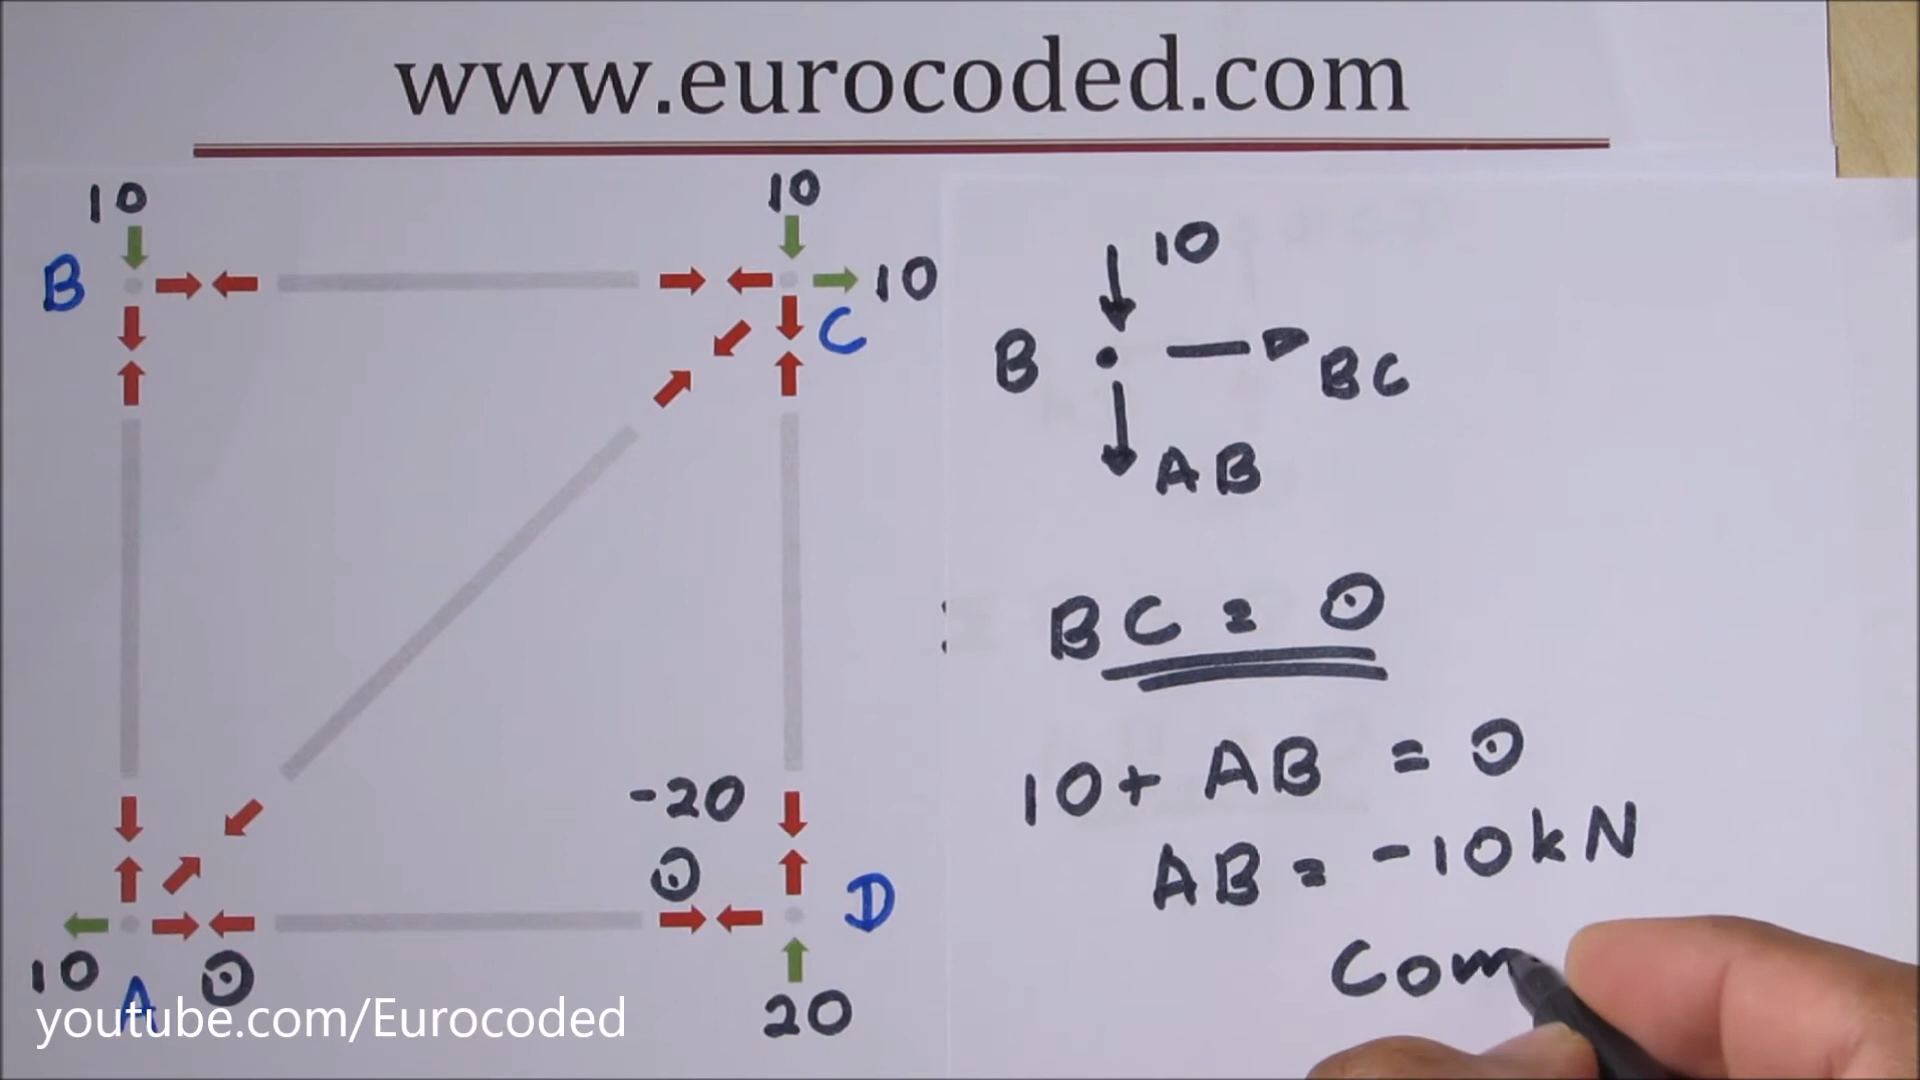 www.eurocoded.com
10
10
B
10
C
-20
0
D
10
A
0
20
youtube.com/Eurocoded
10
B
BC
AB
BC = 0
10 + AB = 0
AB = -10kN
Com